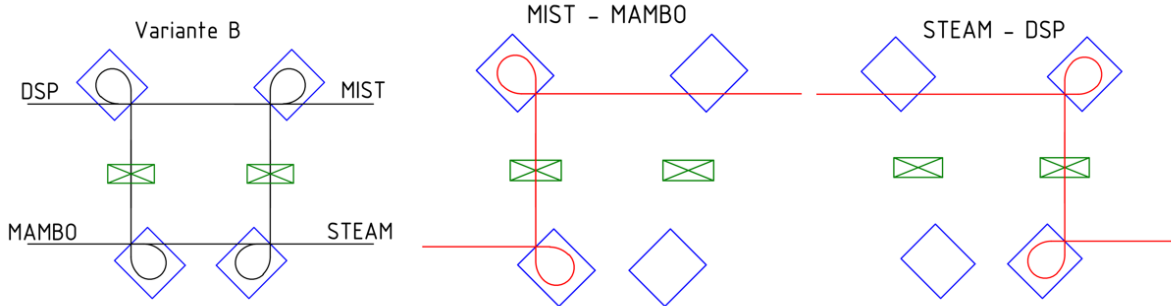 Variante B
DSP
MIST
MAMBO
STEAM
MIST - MAMBO
STEAM - DSP